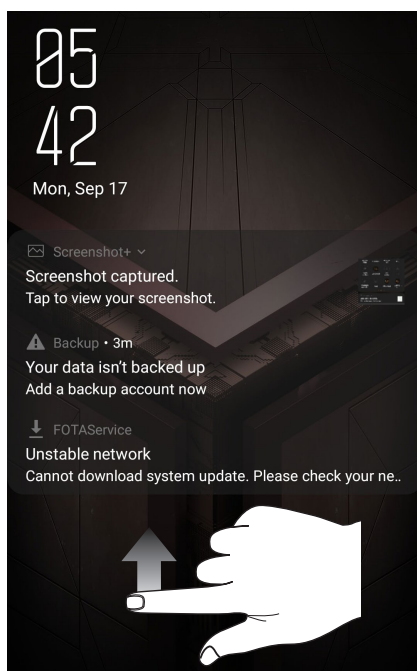 05
42
Mon, Sep 17
Screenshot+
Screenshot captured.
Tap to view your screenshot.
Backup • 3m
Your data isn’t backed up
Add a backup account now
FOTAService
Unstable network
Cannot download system update. Please check your ne..